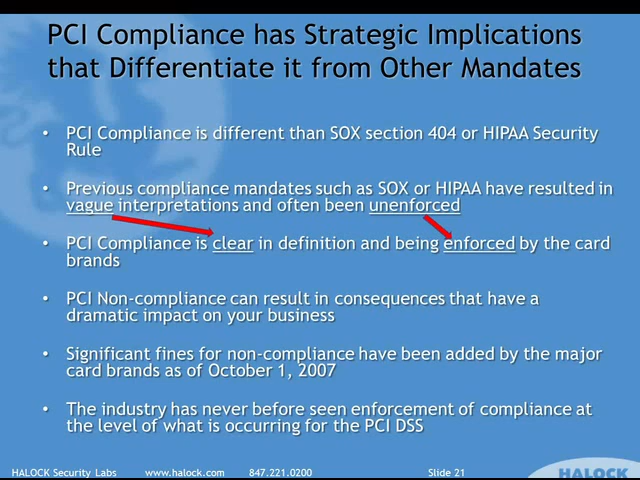 PCI Compliance has Strategic Implications
that Differentiate it from Other Mandates
• PCI Compliance is different than SOX section 404 or HIPAA Security
Rule
• Previous compliance mandates such as SOX or HIPAA have resulted in
vague interpretations and often been unenforced
• PCI Compliance is clear in definition and being enforced by the card
brands
• PCI Non-compliance can result in consequences that have a
dramatic impact on your business
• Significant fines for non-compliance have been added by the major
card brands as of October 1, 2007
• The industry has never before seen enforcement of compliance at
the level of what is occurring for the PCI DSS
HALOCK Security Labs www.halock.com 847.221.0200 Slide 21
HALOCK